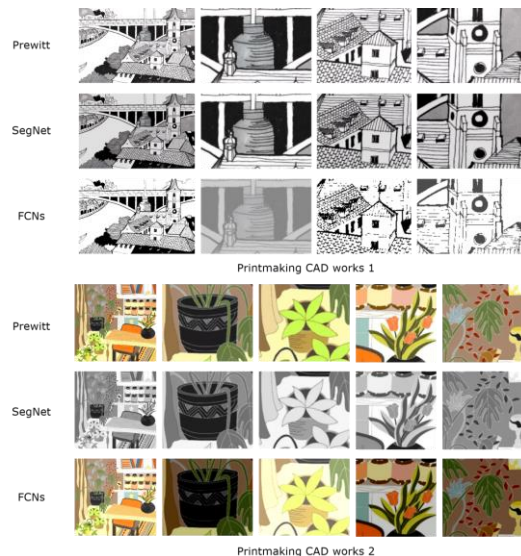 Prewitt
SegNet
FCNs
Printmaking CAD works 1
Prewitt
SegNet
FCNs
Printmaking CAD works 2